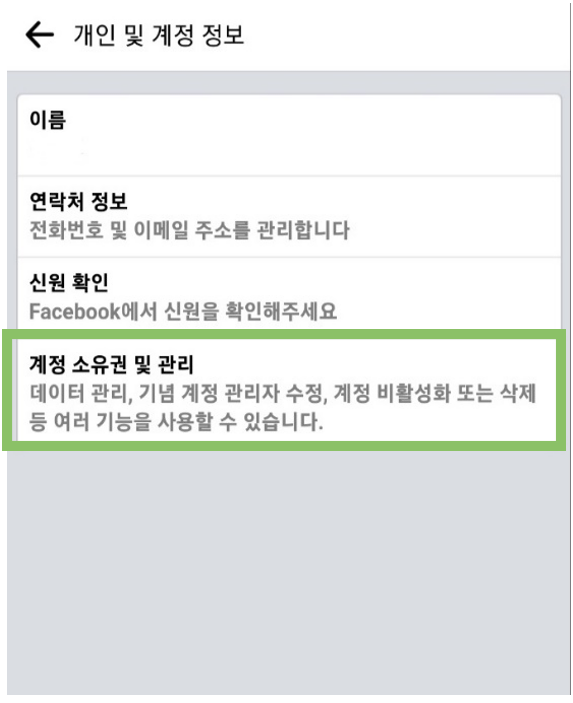 개인 및 계정 정보
이름
연락처 정보
전화번호 및 이메일 주소를 관리합니다
신원 확인
Facebook에서 신원을 확인해주세요
계정 소유권 및 관리
데이터 관리, 기념 계정 관리자 수정, 계정 비활성화 또는 삭제
등 여러 기능을 사용할 수 있습니다.